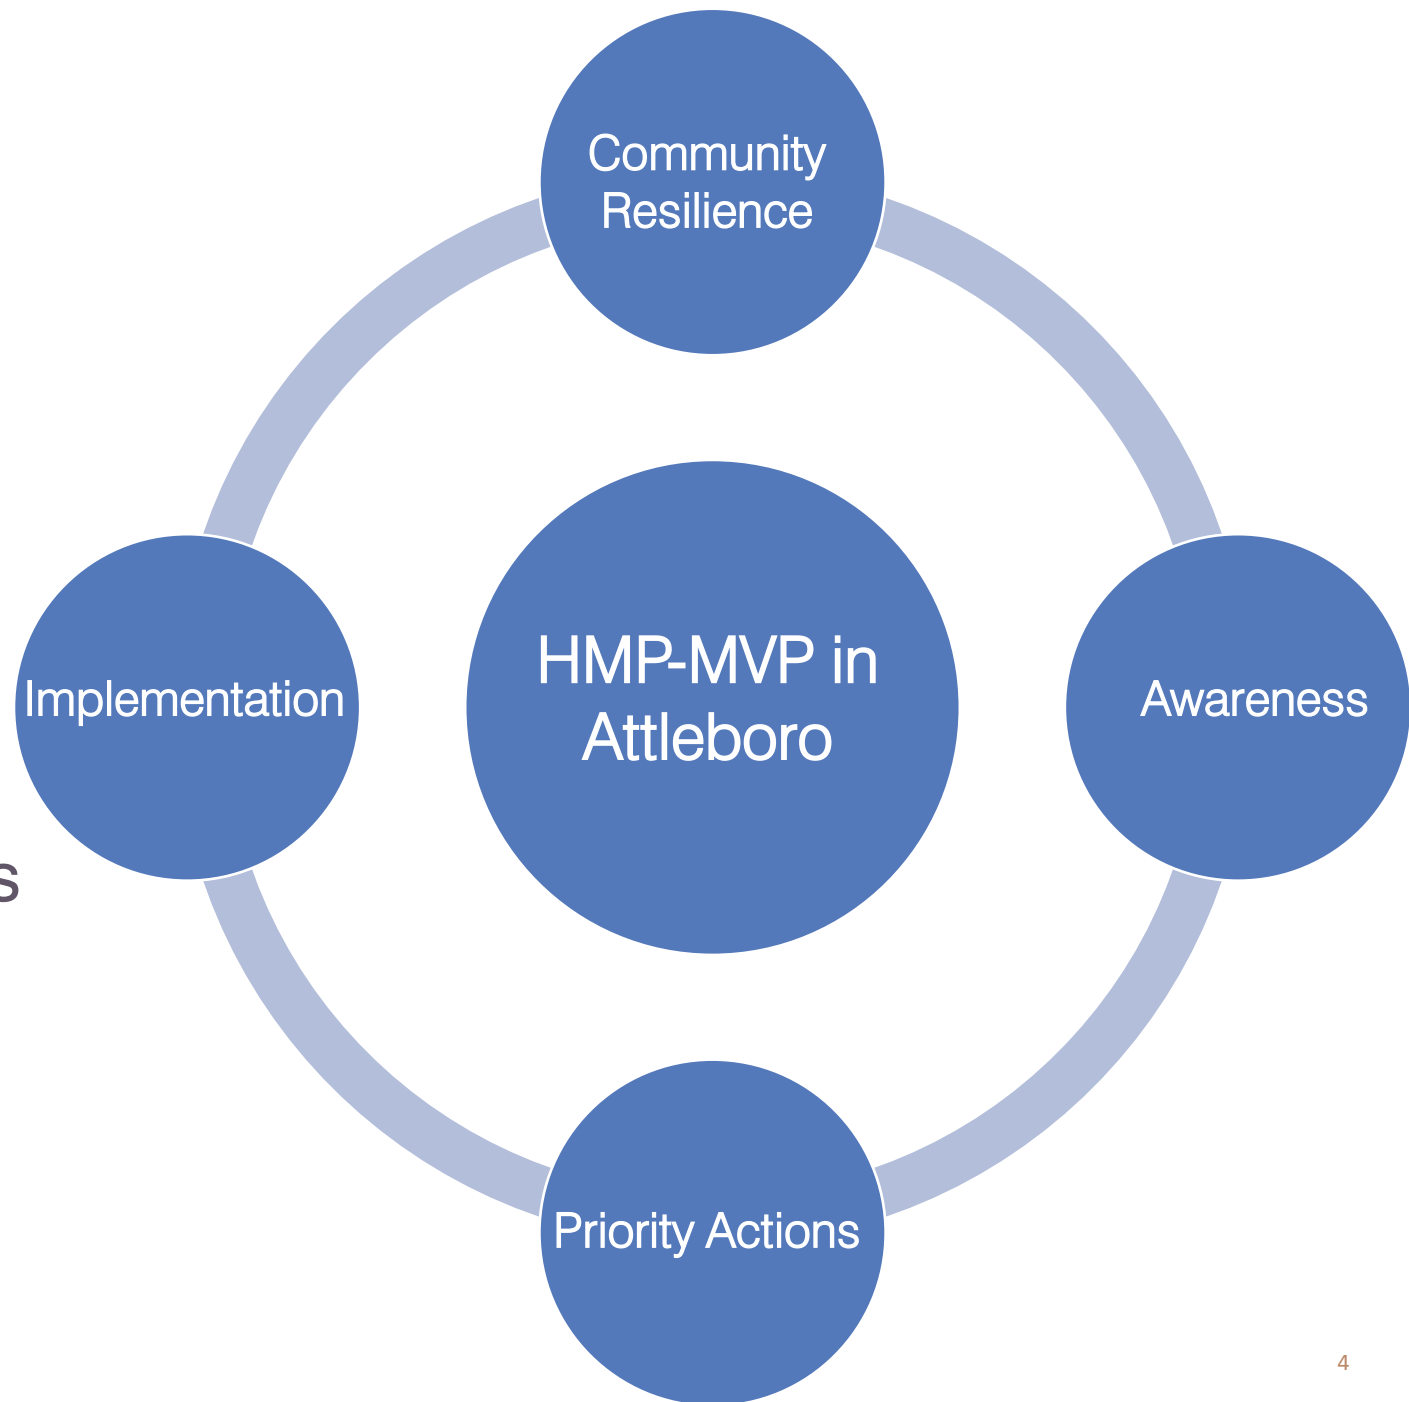 Community
Resilience
HMP-MVP in
Attleboro
Implementation
Awareness
s
Priority Actions
4